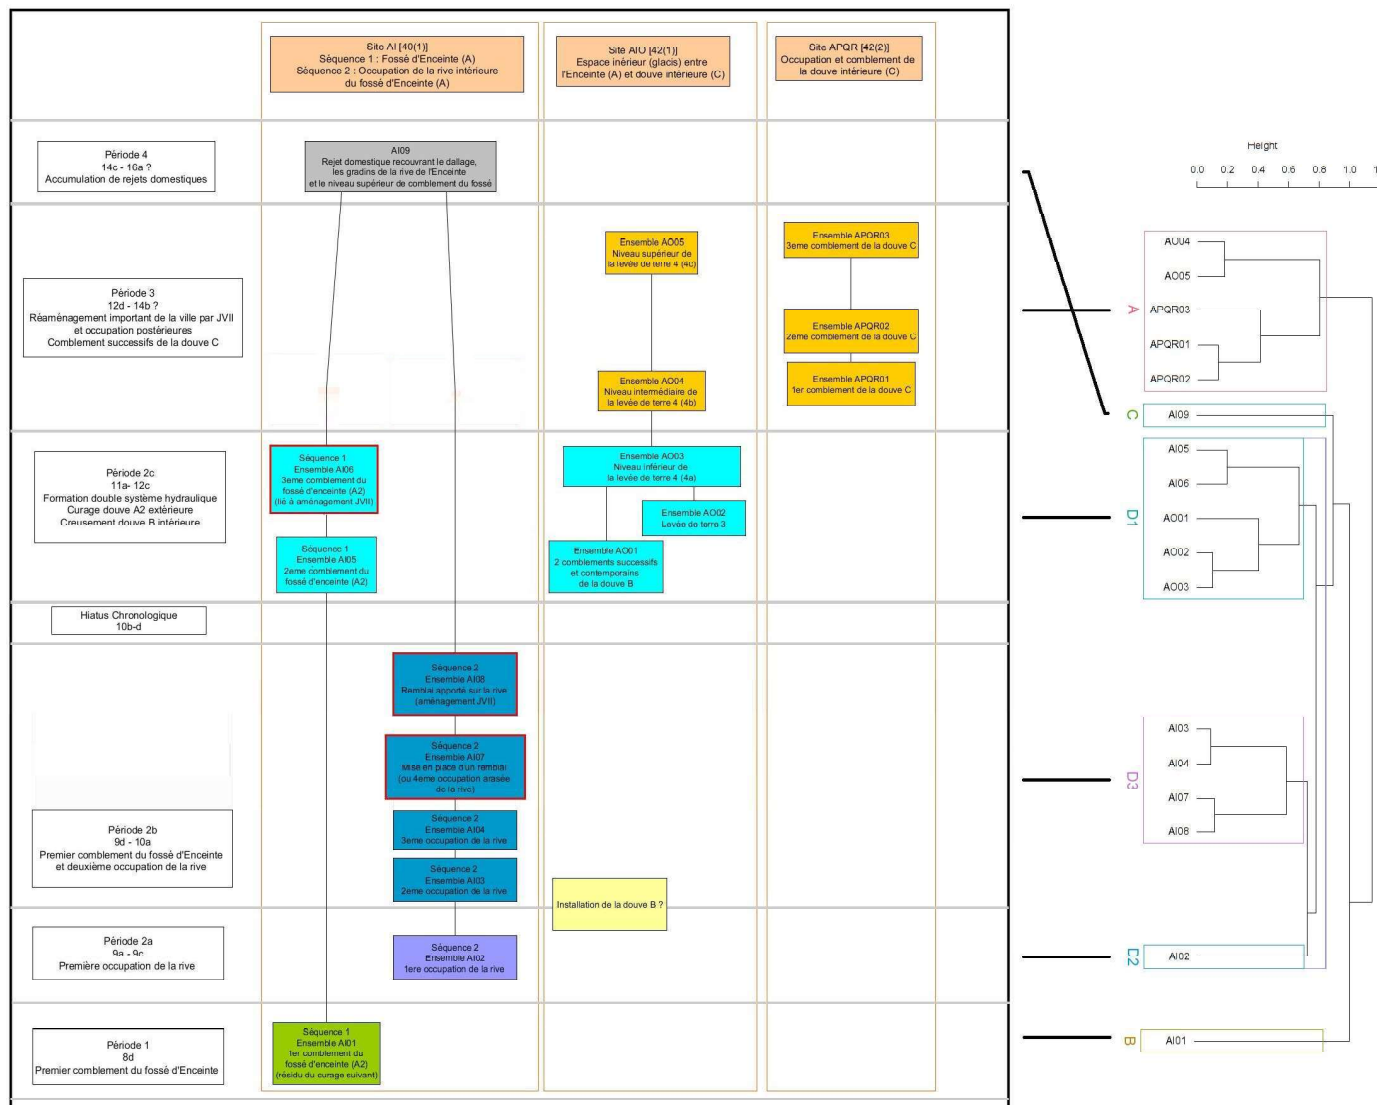 Site AI [40(1)]
Séquence 1 : Fossé d'Enceinte (A)
Séquence 2 : Occupation de la rive intérieure
du fossé d'Enceinte (A)
Site AIO [42(1)]
Espace inérieur (glacis) entre
l'Enceinte (A) et douve intérieure (C)
Site APQR [42(2)]
Occupation et comblement de
la douve intérieure (C)
Période 4
14c - 16a ?
Accumulation de rejets domestiques
AI09
Rejet domestique recouvrant le dallage,
les gradins de la rive de l'Enceinte
et le niveau supérieur de comblement du fossé
Période 3
12d - 14b ?
Réaménagement important de la ville par JVII
et occupation postérieures
Comblement successifs de la douve C
Ensemble AO05
Niveau supérieur de
la levée de terre 4 (4c)
Ensemble AO04
Niveau intermédiaire de
la levée de terre 4 (4b)
Ensemble APQR03
3eme comblement de la douve C
Ensemble APQR02
2eme comblement de la douve C
Ensemble APQR01
1er comblement de la douve C
Période 2c
11a- 12c
Formation double système hydraulique
Curage douve A2 extérieure
Creusement douve B intérieure
Séquence 1
Ensemble AI06
3eme comblement du
fossé d'enceinte (A2)
(lié à aménagement JVII)
Séquence 1
Ensemble AI05
2eme comblement du
fossé d'enceinte (A2)
Ensemble AO03
Niveau inférieur de
la levée de terre 4 (4a)
Ensemble AO02
Levée de terre 3
Ensemble AO01
2 comblements successifs
et contemporains
de la douve B
Hiatus Chronologique
10b-d
Séquence 2
Ensemble AI08
Remblai apporté sur la rive
(aménagement JVII)
Séquence 2
Ensemble AI07
Mise en place d'un remblai
(ou 4eme occupation arasée
de la rive)
Séquence 2
Ensemble AI04
3eme occupation de la rive
Séquence 2
Ensemble AI03
2eme occupation de la rive
Période 2b
9d - 10a
Premier comblement du fossé d'Enceinte
et deuxième occupation de la rive
Installation de la douve B ?
Période 2a
9a - 9c
Première occupation de la rive
Séquence 2
Ensemble AI02
1ere occupation de la rive
Période 1
8d
Premier comblement du fossé d'Enceinte
Séquence 1
Ensemble AI01
1er comblement du
fossé d'enceinte (A2)
(résidu du curage suivant)
Height
0.0 0.2 0.4 0.6 0.8 1.0 1
A
AO04
AO05
APQR03
APQR01
APQR02
C
AI09
D1
AI05
AI06
AO01
AO02
AO03
D3
AI03
AI04
AI07
AI08
AI02
B
AI01